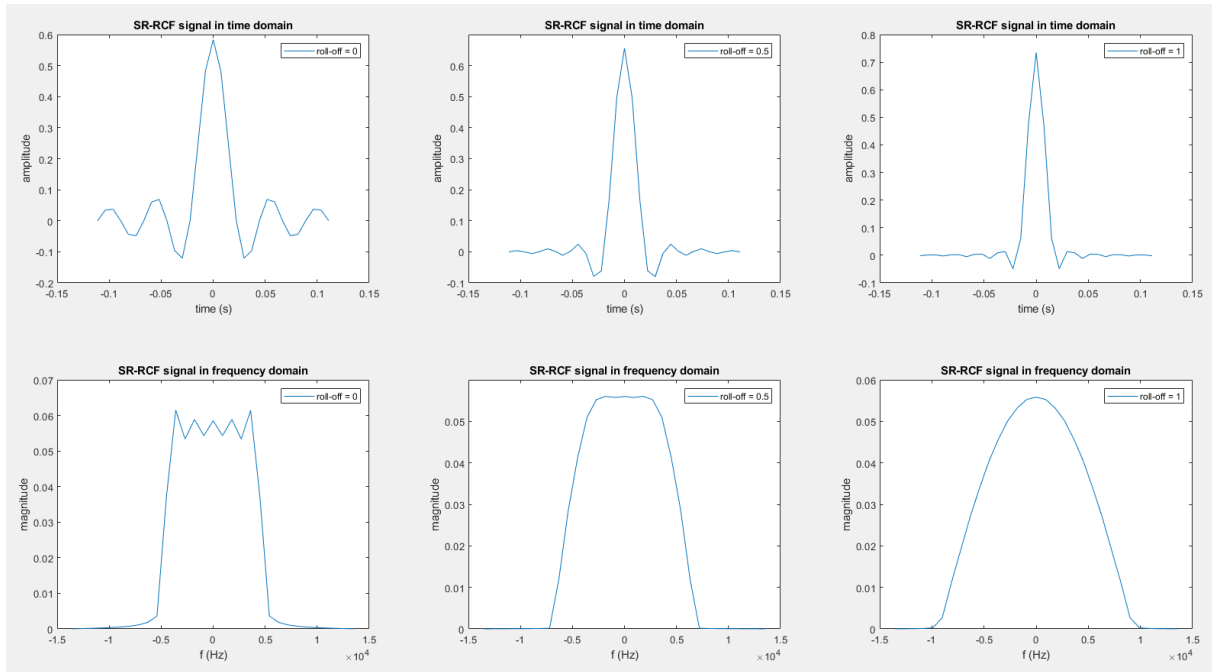 SR-RCF signal in time domain
0.6
0.5
0.4
0.3
0.2
0.1
0
-0.1
-0.2
amplitude
roll-off = 0
-0.15 -0.1 -0.05 0 0.05 0.1 0.15
time (s)
SR-RCF signal in time domain
0.7
0.6
0.5
0.4
0.3
0.2
0.1
0
-0.1
amplitude
roll-off = 0.5
-0.15 -0.1 -0.05 0 0.05 0.1 0.15
time (s)
SR-RCF signal in time domain
0.8
0.7
0.6
0.5
0.4
0.3
0.2
0.1
0
-0.1
amplitude
roll-off = 1
-0.15 -0.1 -0.05 0 0.05 0.1 0.15
time (s)
SR-RCF signal in frequency domain
0.07
0.06
0.05
0.04
0.03
0.02
0.01
0
magnitude
roll-off = 0
-1.5 -1 -0.5 0 0.5 1 1.5
f (Hz)
×10⁴
SR-RCF signal in frequency domain
0.05
0.04
0.03
0.02
0.01
0
magnitude
roll-off = 0.5
-1.5 -1 -0.5 0 0.5 1 1.5
f (Hz)
×10⁴
SR-RCF signal in frequency domain
0.06
0.05
0.04
0.03
0.02
0.01
0
magnitude
roll-off = 1
-1.5 -1 -0.5 0 0.5 1 1.5
f (Hz)
×10⁴